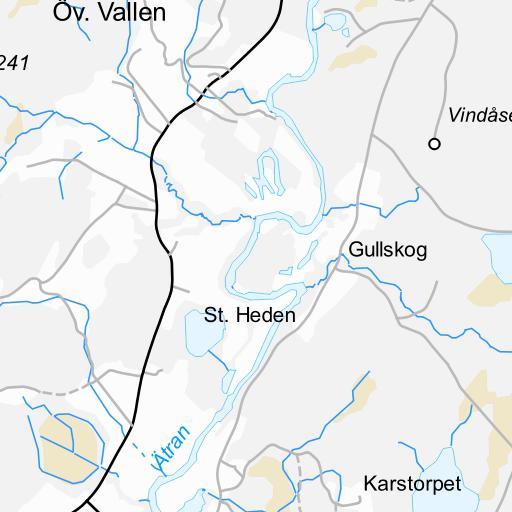 Öv. Vallen
241
Vindåse
Gullskog
St. Heden
Ätran
Karstorpet